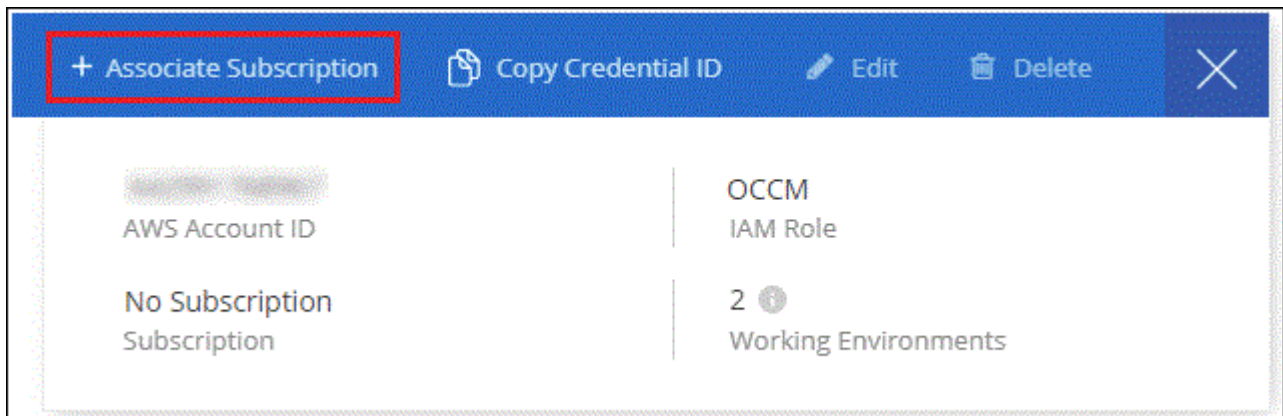 + Associate Subscription Copy Credential ID Edit Delete
OCCM
AWS Account ID IAM Role
No Subscription 2
Subscription Working Environments